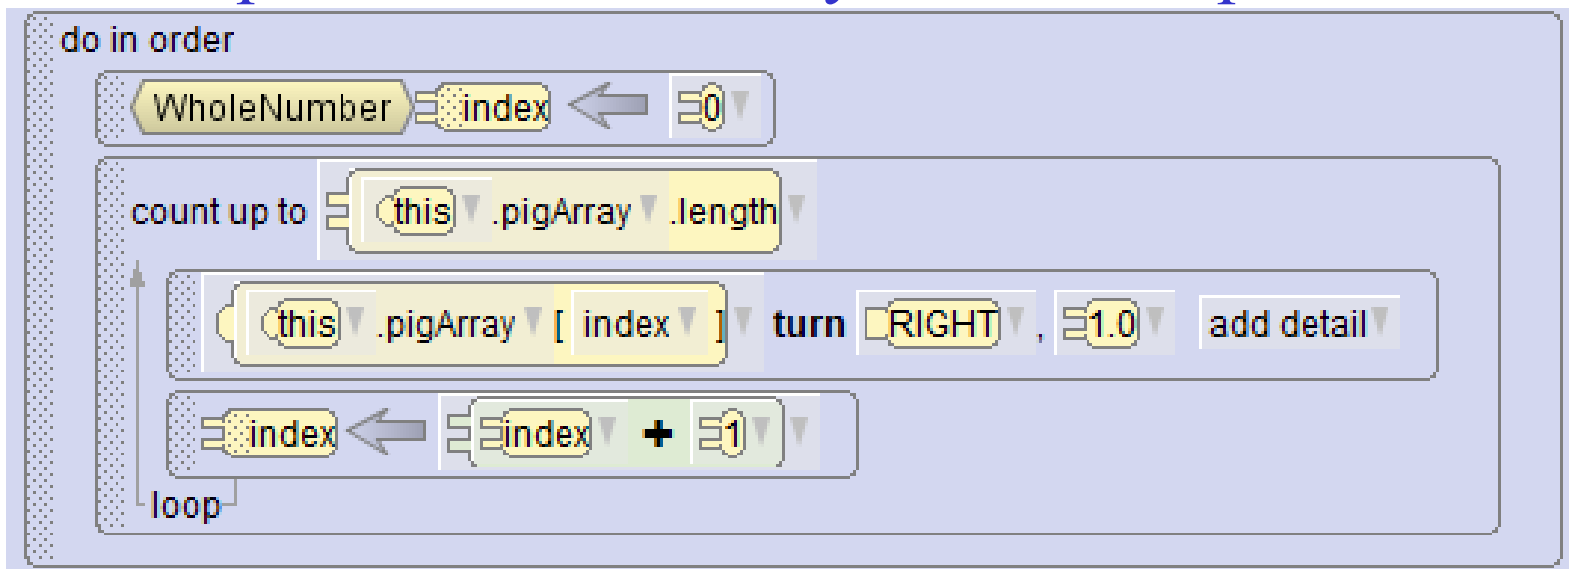 do in order
WholeNumber index 0
count up to this .pigArray .length
this .pigArray [ index ] turn RIGHT , 1.0 add detail
index index + 1
loop